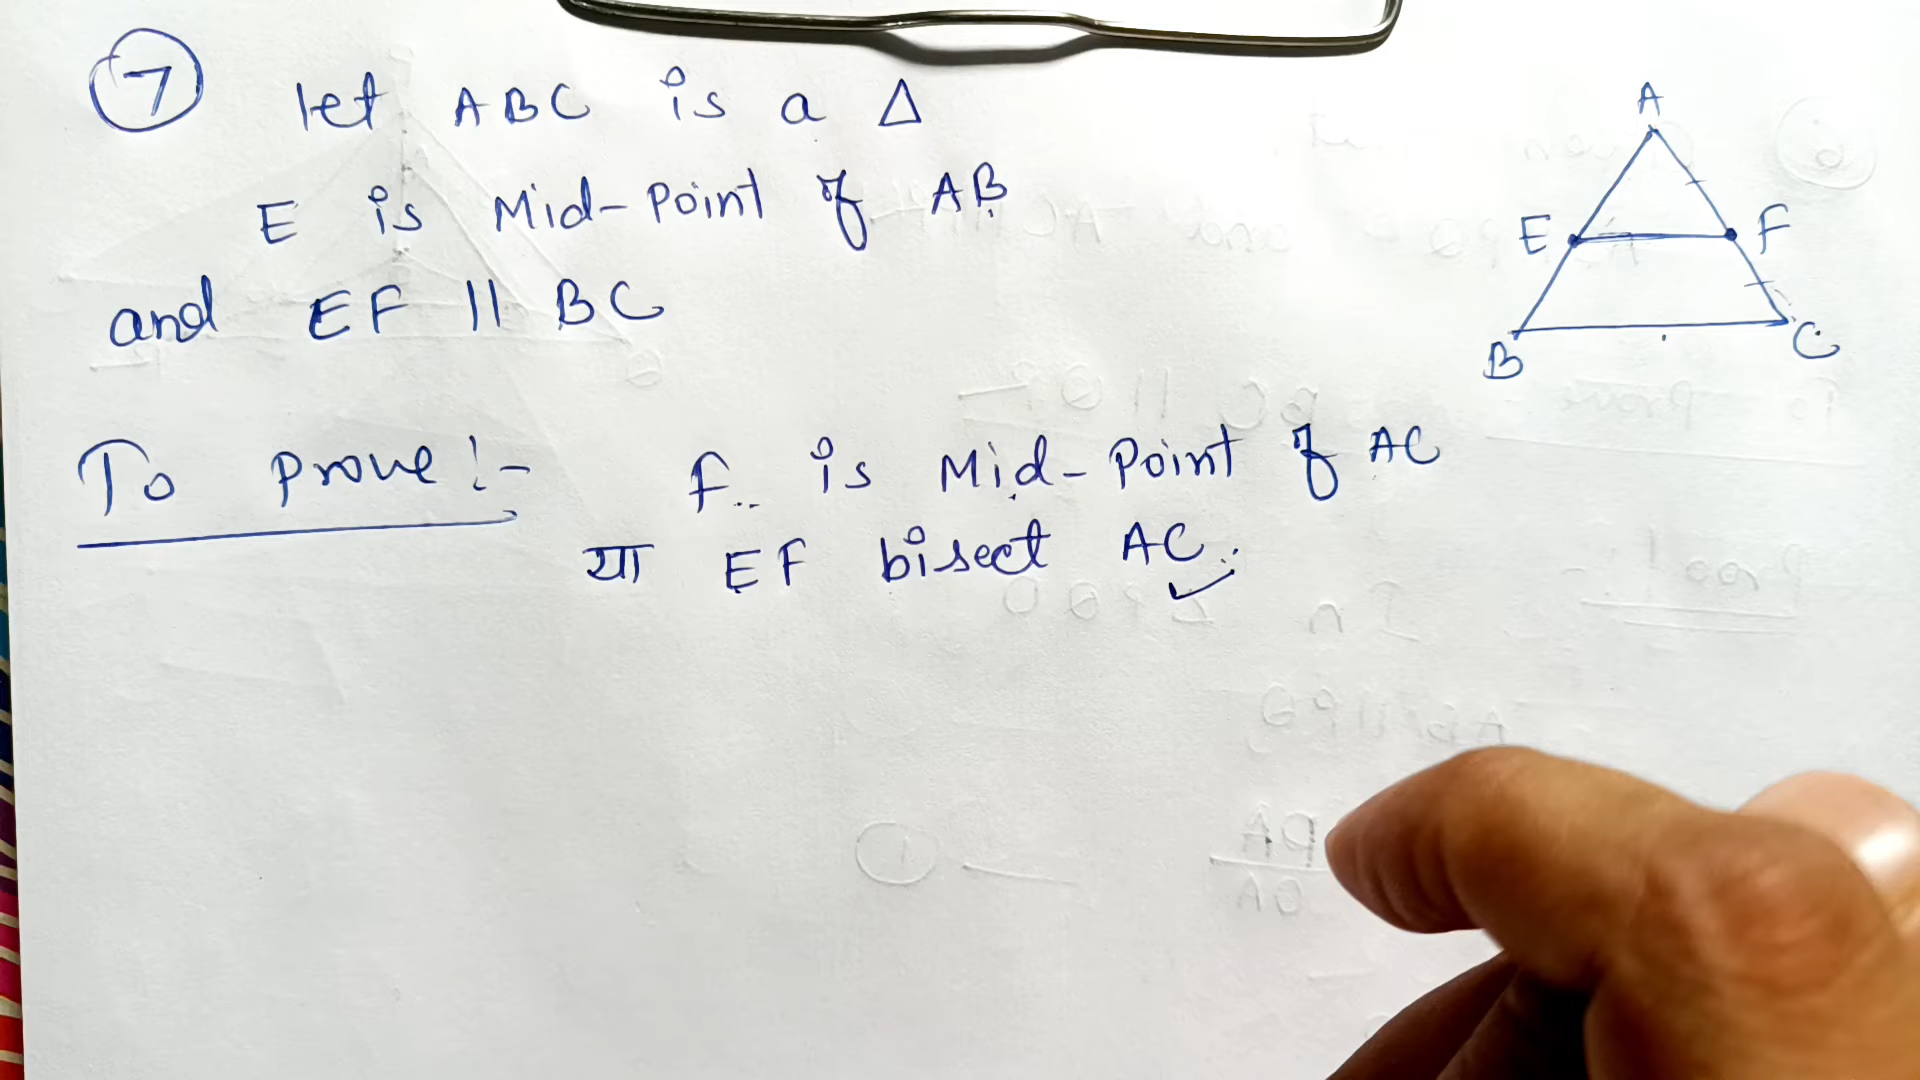 7 let ABC is a Δ
E is Mid-Point of AB
and EF || BC
To prove :- F is Mid-Point of AC
या EF bisect AC.
A
E F
B C